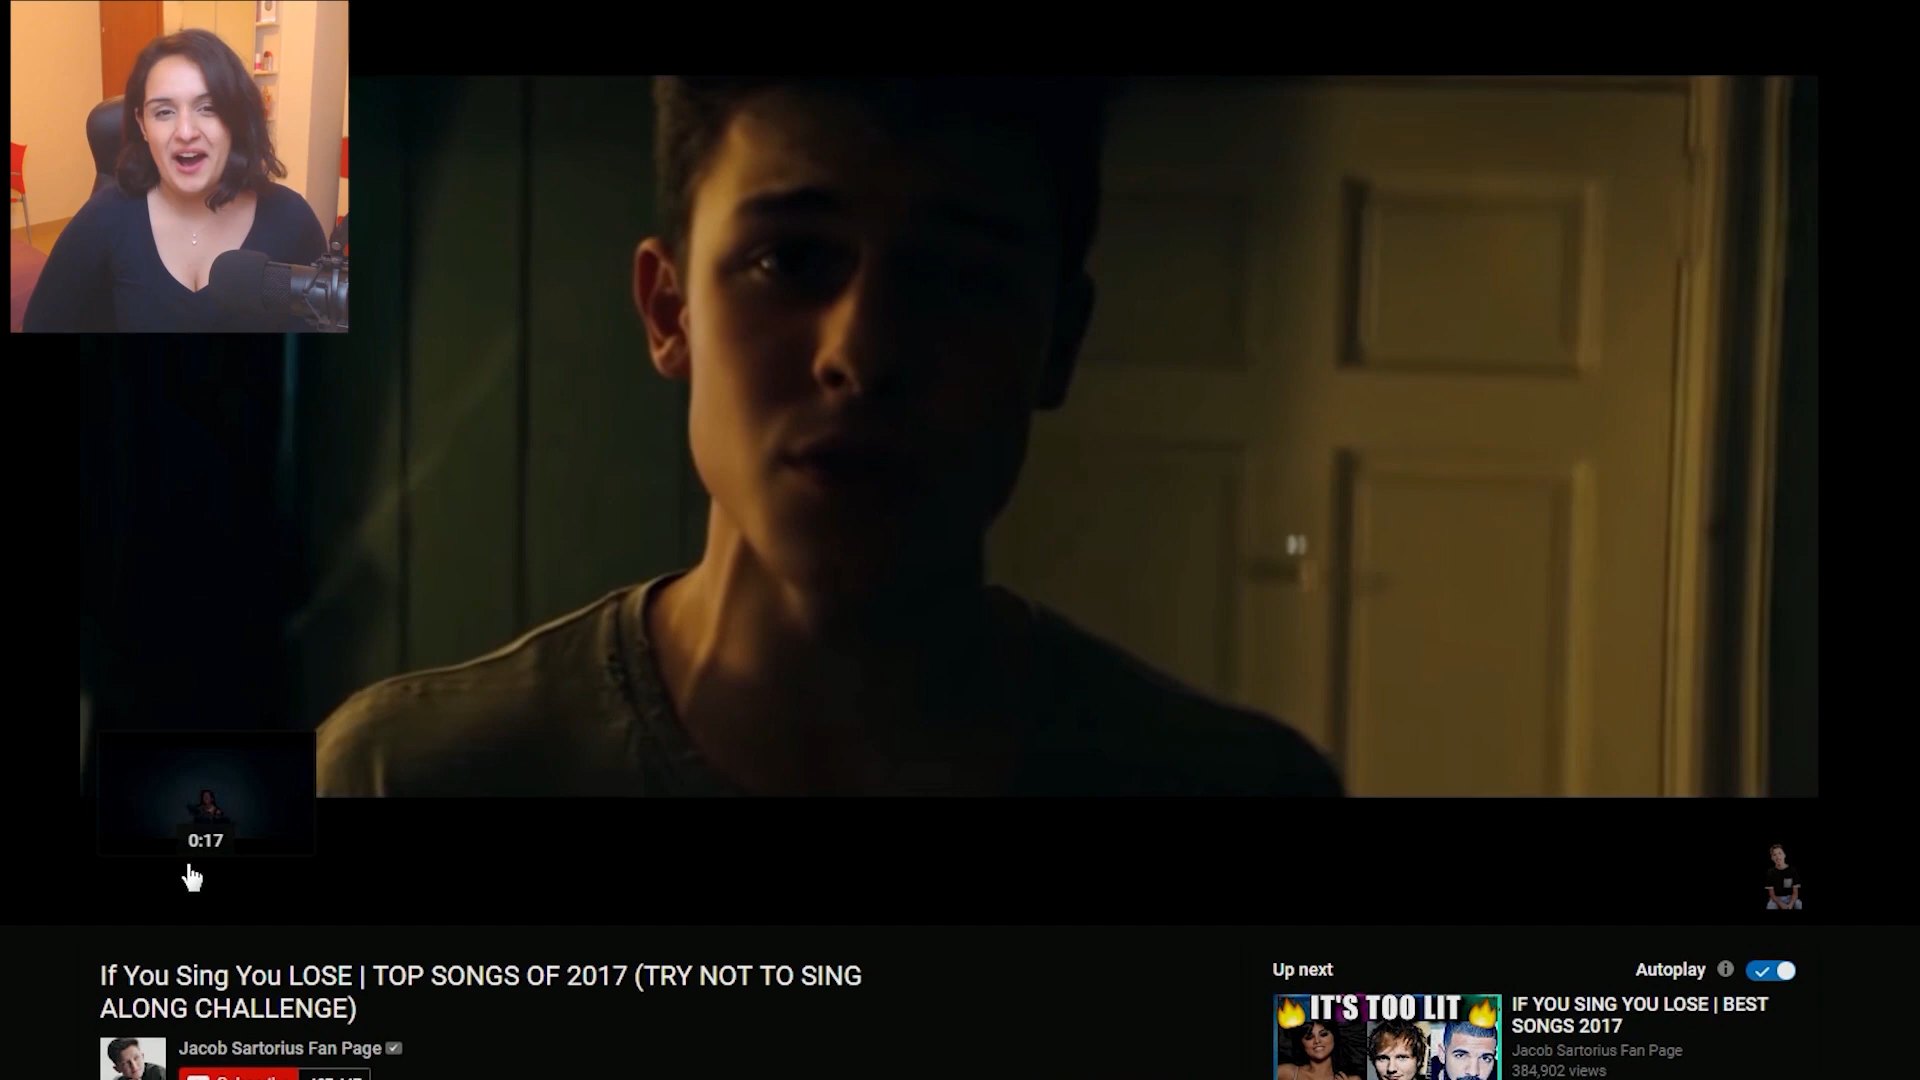 0:17
If You Sing You LOSE | TOP SONGS OF 2017 (TRY NOT TO SING
ALONG CHALLENGE)
Jacob Sartorius Fan Page
Up next
Autoplay
IT'S TOO LIT
IF YOU SING YOU LOSE | BEST
SONGS 2017
Jacob Sartorius Fan Page
384,902 views